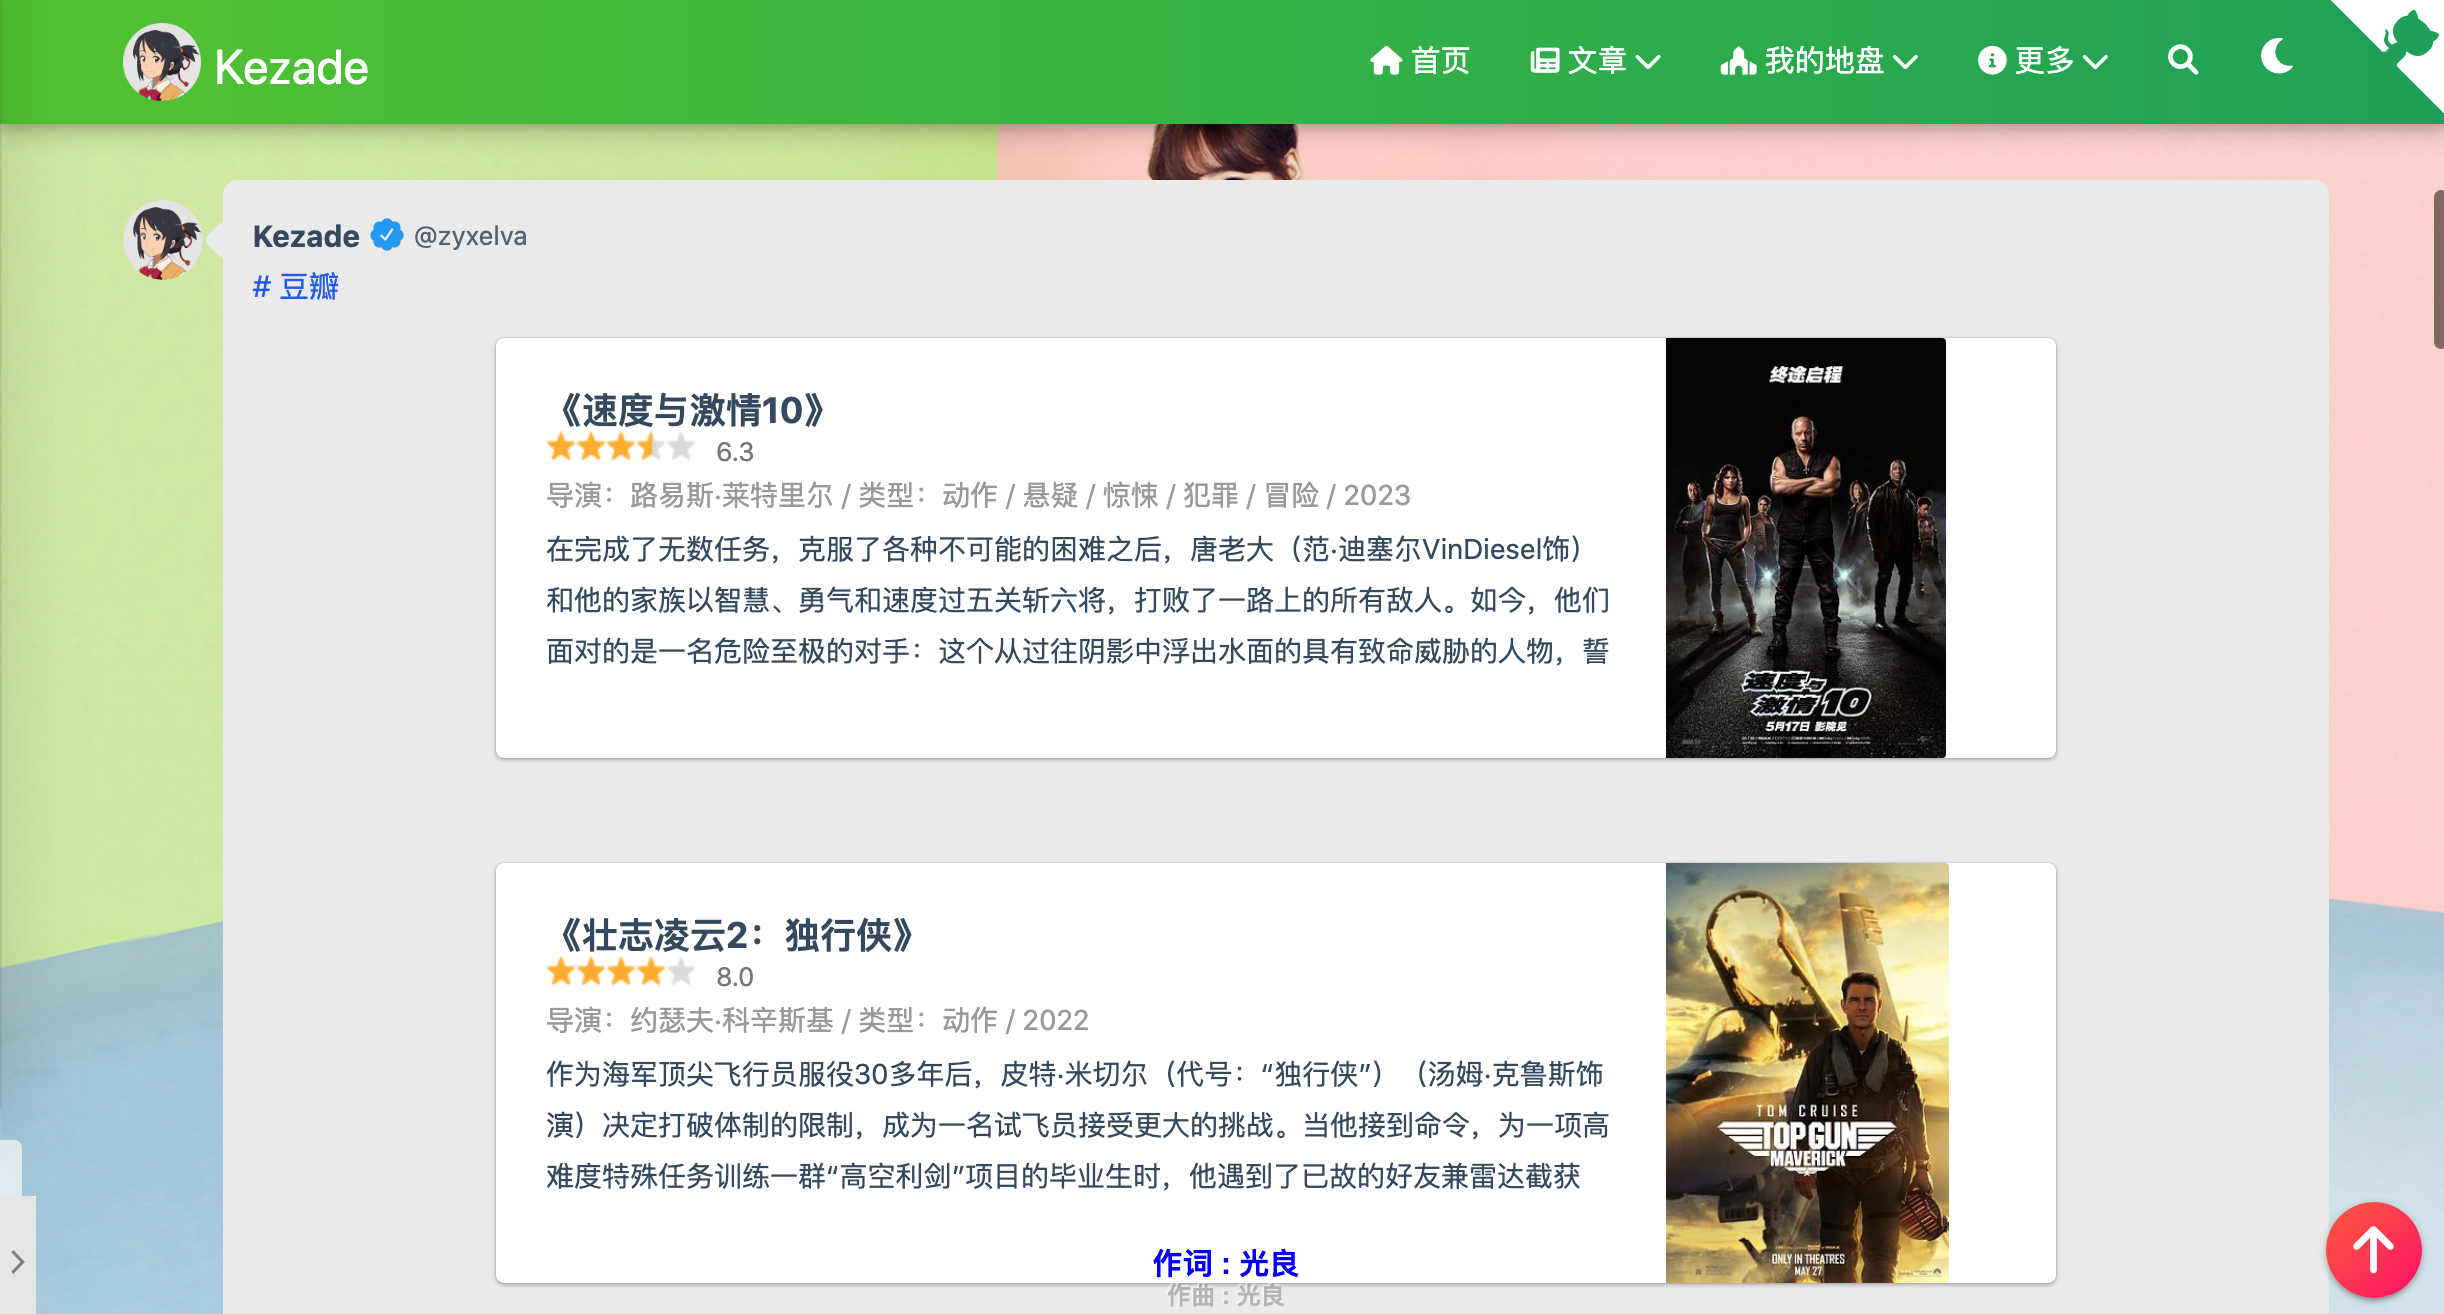 Kezade
首页
文章
我的地盘
更多
Kezade @zyxelva
# 豆瓣
《速度与激情10》
6.3
导演：路易斯·莱特里尔 / 类型：动作 / 悬疑 / 惊悚 / 犯罪 / 冒险 / 2023
在完成了无数任务，克服了各种不可能的困难之后，唐老大（范·迪塞尔VinDiesel饰）
和他的家族以智慧、勇气和速度过五关斩六将，打败了一路上的所有敌人。如今，他们
面对的是一名危险至极的对手：这个从过往阴影中浮出水面的具有致命威胁的人物，誓
终途启程
速度与
激情10
5月17日 影院见
《壮志凌云2：独行侠》
8.0
导演：约瑟夫·科辛斯基 / 类型：动作 / 2022
作为海军顶尖飞行员服役30多年后，皮特·米切尔（代号：“独行侠”）（汤姆·克鲁斯饰
演）决定打破体制的限制，成为一名试飞员接受更大的挑战。当他接到命令，为一项高
难度特殊任务训练一群“高空利剑”项目的毕业生时，他遇到了已故的好友兼雷达截获
TOM CRUISE
TOP GUN
MAVERICK
ONLY IN THEATRES
MAY 27
作词 : 光良
作曲 : 光良